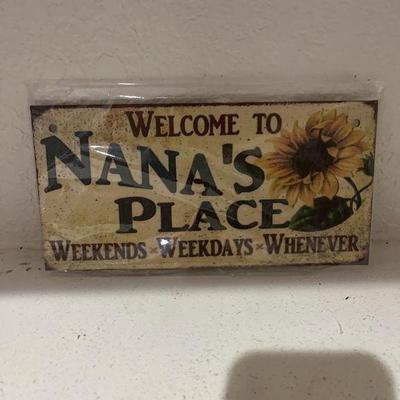 WELCOME TO
NANA'S
PLACE
WEEKENDS - WEEKDAYS - WHENEVER